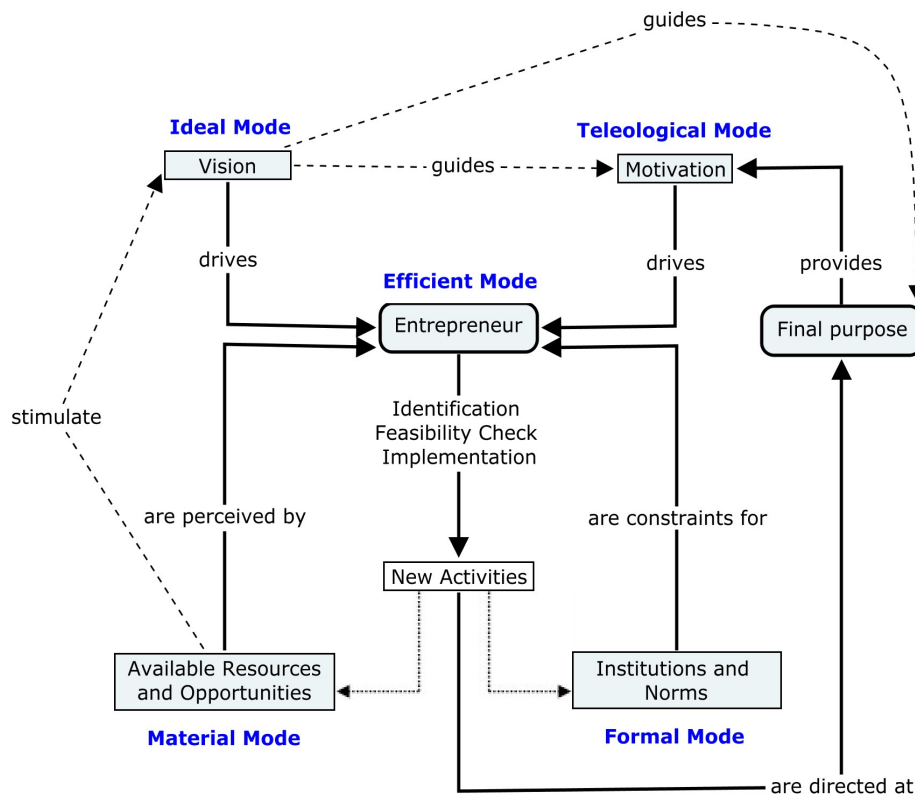 guides
Ideal Mode
Teleological Mode
Vision
guides
Motivation
drives
drives
provides
Efficient Mode
Entrepreneur
Final purpose
stimulate
Identification
Feasibility Check
Implementation
are perceived by
are constraints for
New Activities
Available Resources
and Opportunities
Institutions and
Norms
Material Mode
Formal Mode
are directed at